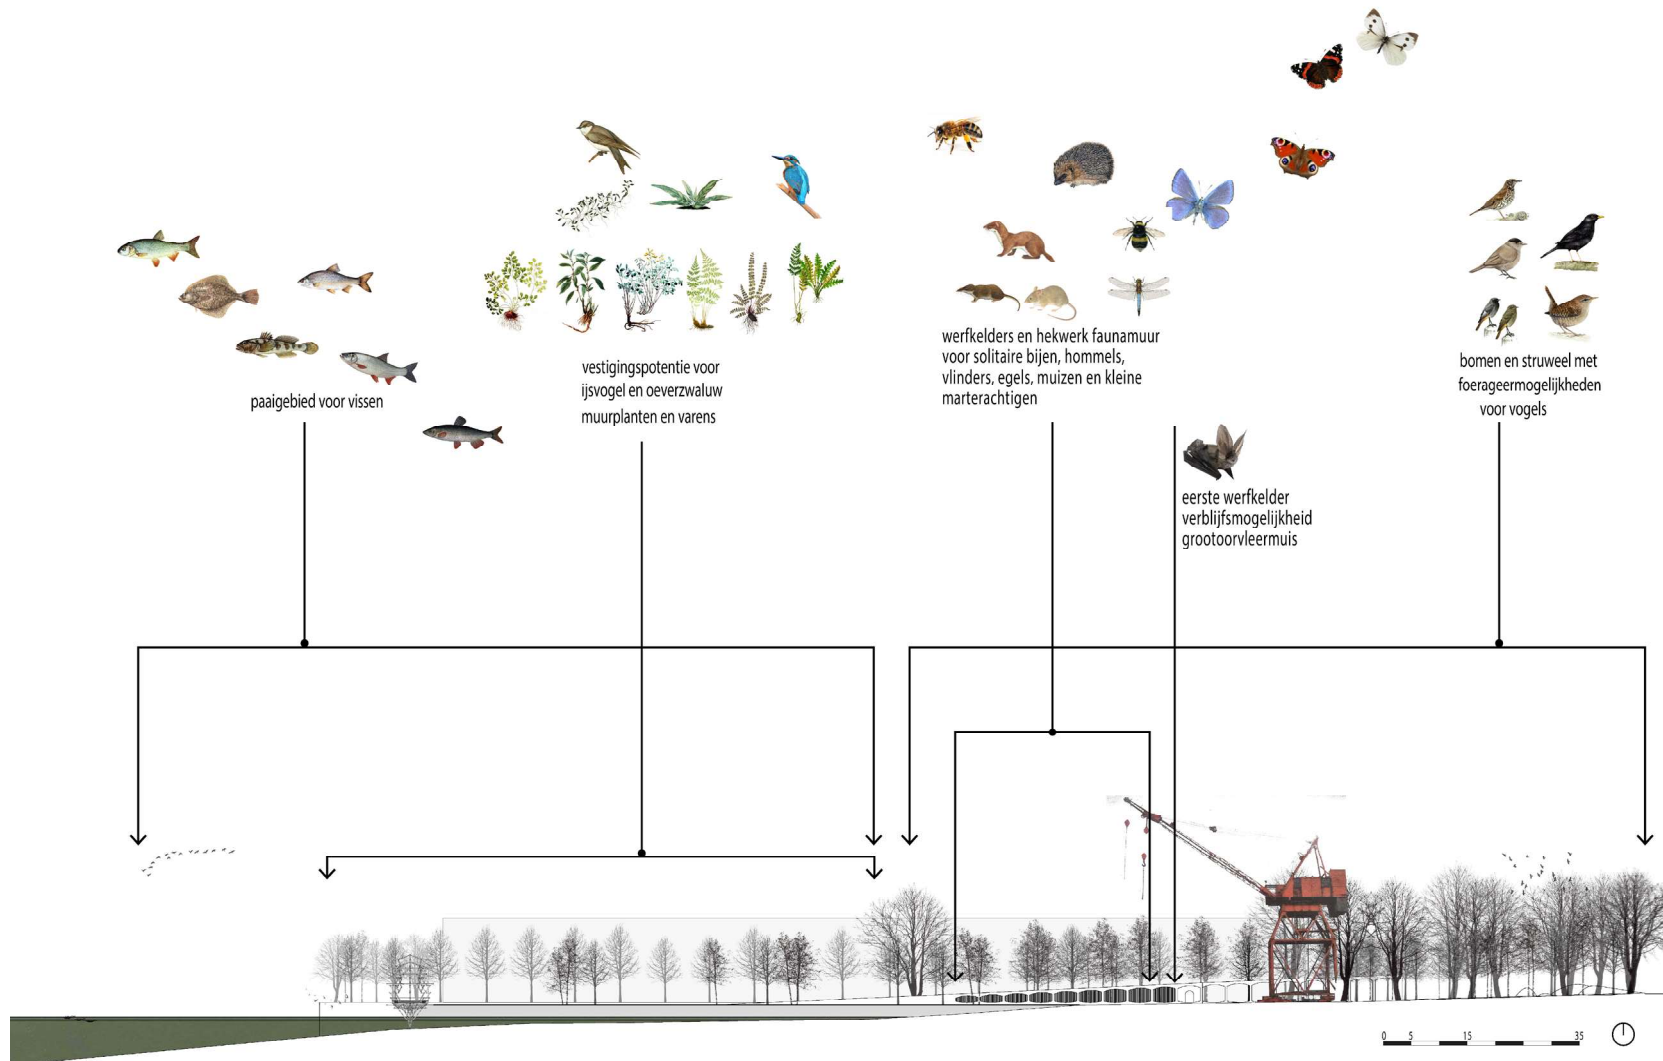 paaigebied voor vissen
vestigingspotentie voor
ijsvogel en oeverzwaluw
muurplanten en varens
werfkelders en hekwerk faunamuur
voor solitaire bijen, hommels,
vlinders, egels, muizen en kleine
marterachtigen
eerste werfkelder
verblijfsmogelijkheid
grootoorvleermuis
bomen en struweel met
foerageermogelijkheden
voor vogels
0 5 15 35